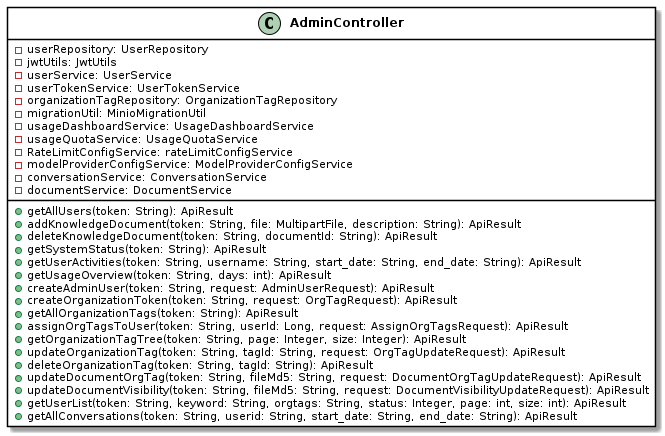 C AdminController
userRepository: UserRepository
jwtUtils: JwtUtils
userService: UserService
userTokenService: UserTokenService
organizationTagRepository: OrganizationTagRepository
migrationUtil: MinioMigrationUtil
usageDashboardService: UsageDashboardService
usageQuotaService: UsageQuotaService
RateLimitConfigService: rateLimitConfigService
modelProviderConfigService: ModelProviderConfigService
conversationService: ConversationService
documentService: DocumentService
getAllUsers(token: String): ApiResult
addKnowledgeDocument(token: String, file: MultipartFile, description: String): ApiResult
deleteKnowledgeDocument(token: String, documentId: String): ApiResult
getSystemStatus(token: String): ApiResult
getUserActivities(token: String, username: String, start_date: String, end_date: String): ApiResult
getUsageOverview(token: String, days: int): ApiResult
createAdminUser(token: String, request: AdminUserRequest): ApiResult
createOrganizationToken(token: String, request: OrgTagRequest): ApiResult
getAllOrganizationTags(token: String): ApiResult
assignOrgTagsToUser(token: String, userId: Long, request: AssignOrgTagsRequest): ApiResult
getOrganizationTagTree(token: String, page: Integer, size: Integer): ApiResult
updateOrganizationTag(token: String, tagId: String, request: OrgTagUpdateRequest): ApiResult
deleteOrganizationTag(token: String, tagId: String): ApiResult
updateDocumentOrgTag(token: String, fileMd5: String, request: DocumentOrgTagUpdateRequest): ApiResult
updateDocumentVisibility(token: String, fileMd5: String, request: DocumentVisibilityUpdateRequest): ApiResult
getUserList(token: String, keyword: String, orgtags: String, status: Integer, page: int, size: int): ApiResult
getAllConversations(token: String, userid: String, start_date: String, end_date: String): ApiResult